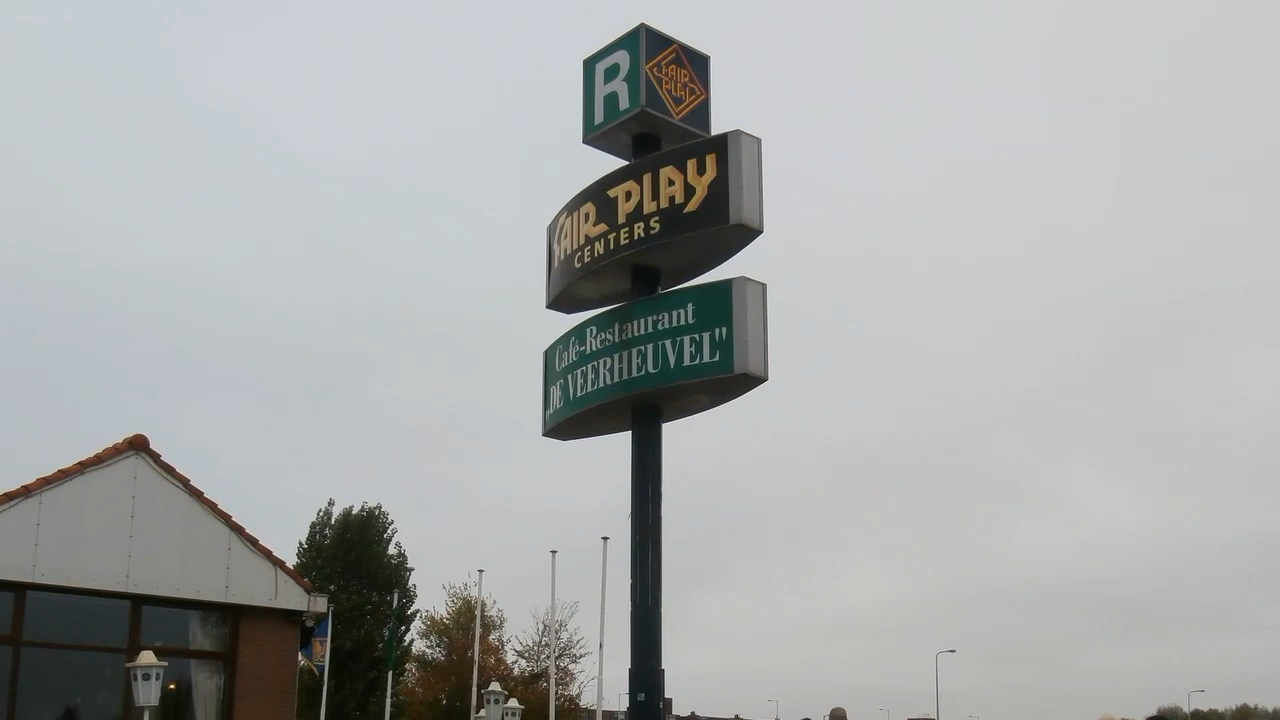 R
FAIR
PLAY
FAIR PLAY
CENTERS
Café-Restaurant
„DE VEERHEUVEL"